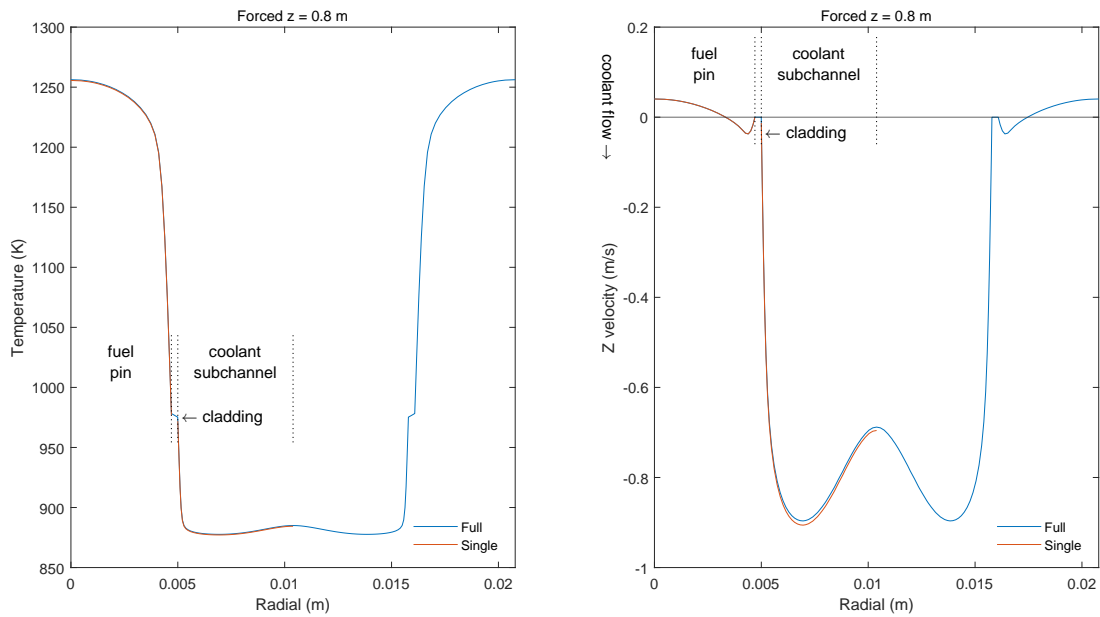 Forced z = 0.8 m
1300
1250
1200
1150
1100
1050
1000
950
900
850
Temperature (K)
fuel
pin
coolant
subchannel
← cladding
Full
Single
0
0.005
0.01
0.015
0.02
Radial (m)
Forced z = 0.8 m
0.2
0
-0.2
-0.4
-0.6
-0.8
-1
coolant flow →
Z velocity (m/s)
fuel
pin
coolant
subchannel
← cladding
Full
Single
0
0.005
0.01
0.015
0.02
Radial (m)